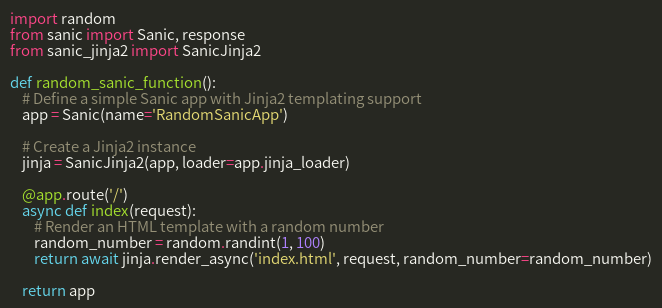 import random
from sanic import Sanic, response
from sanic_jinja2 import SanicJinja2

def random_sanic_function():
    # Define a simple Sanic app with Jinja2 templating support
    app = Sanic(name='RandomSanicApp')

    # Create a Jinja2 instance
    jinja = SanicJinja2(app, loader=app.jinja_loader)

    @app.route('/')
    async def index(request):
        # Render an HTML template with a random number
        random_number = random.randint(1, 100)
        return await jinja.render_async('index.html', request, random_number=random_number)

    return app